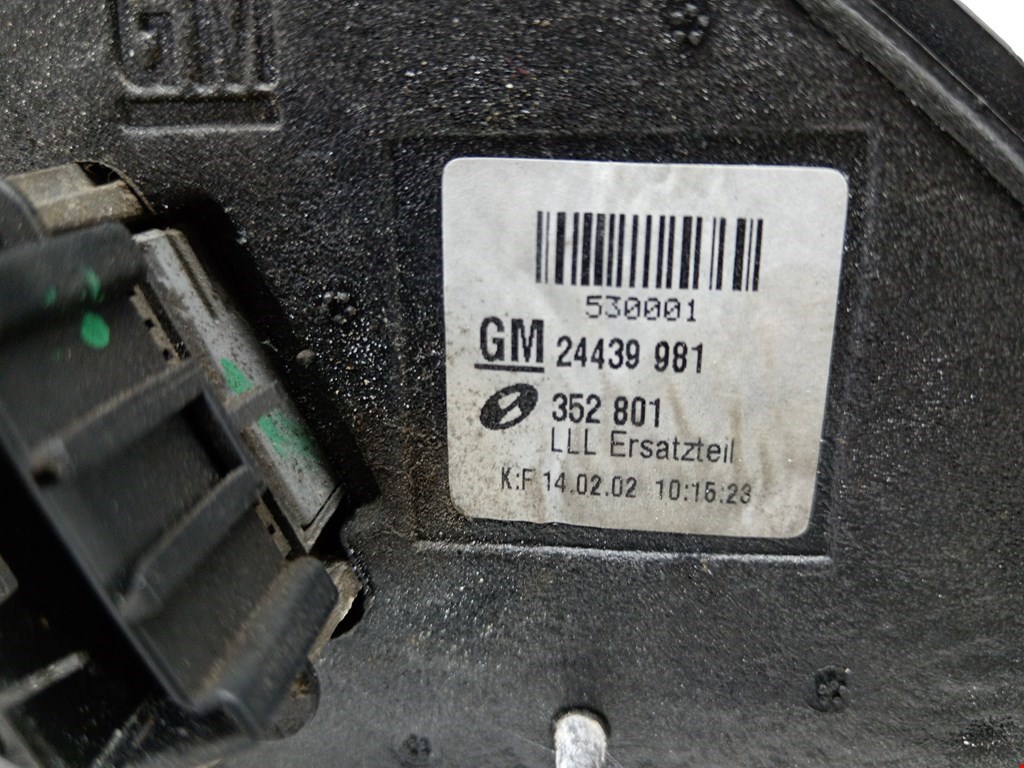 GM
530001
GM 24439 981
352 801
LLL Ersatzteil
K:F 14.02.02 10:15:23